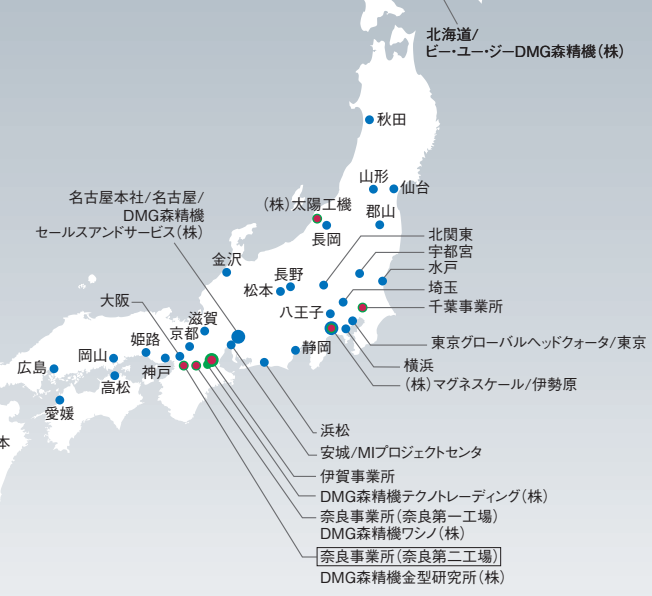 北海道/
ビー・ユー・ジーDMG森精機（株）
秋田
山形
仙台
名古屋本社/名古屋/
DMG森精機
セールスアンドサービス（株）
（株）太陽工機
郡山
長岡
北関東
宇都宮
金沢
水戸
長野
松本
埼玉
大阪
八王子
千葉事業所
滋賀
京都
姫路
東京グローバルヘッドクォータ/東京
静岡
岡山
広島
神戸
横浜
高松
（株）マグネスケール/伊勢原
愛媛
浜松
本
安城/MIプロジェクトセンタ
伊賀事業所
DMG森精機テクノトレーディング（株）
奈良事業所（奈良第一工場）
DMG森精機ワシノ（株）
奈良事業所（奈良第二工場）
DMG森精機金型研究所（株）